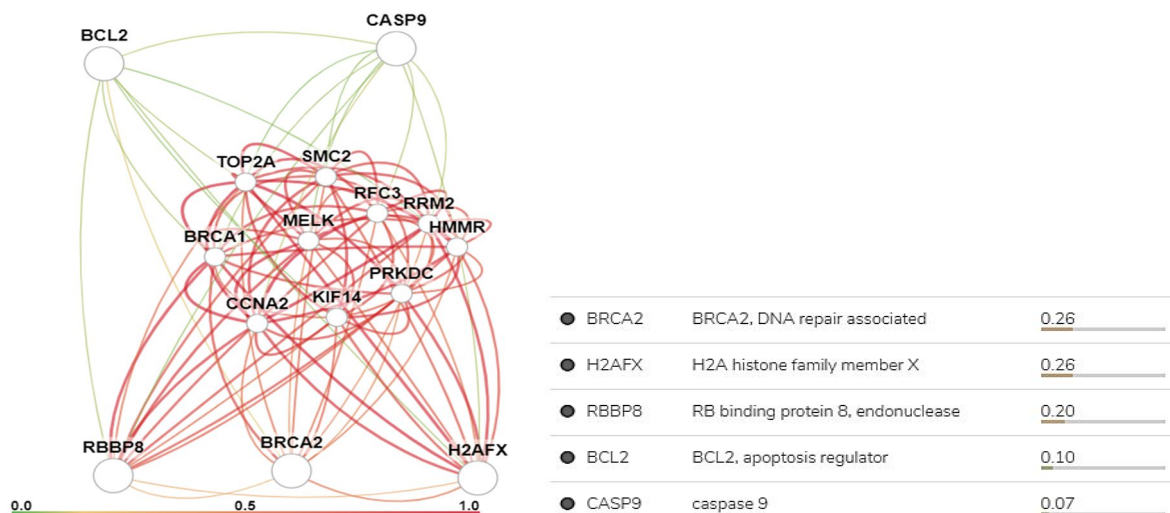 CASP9
BCL2
SMC2
TOP2A
RFC3
RRM2
MELK
HMMR
BRCA1
PRKDC
KIF14
CCNA2
BRCA2
RBBP8
H2AFX
0.0 0.5 1.0
BRCA2 BRCA2, DNA repair associated 0.26
H2AFX H2A histone family member X 0.26
RBBP8 RB binding protein 8, endonuclease 0.20
BCL2 BCL2, apoptosis regulator 0.10
CASP9 caspase 9 0.07